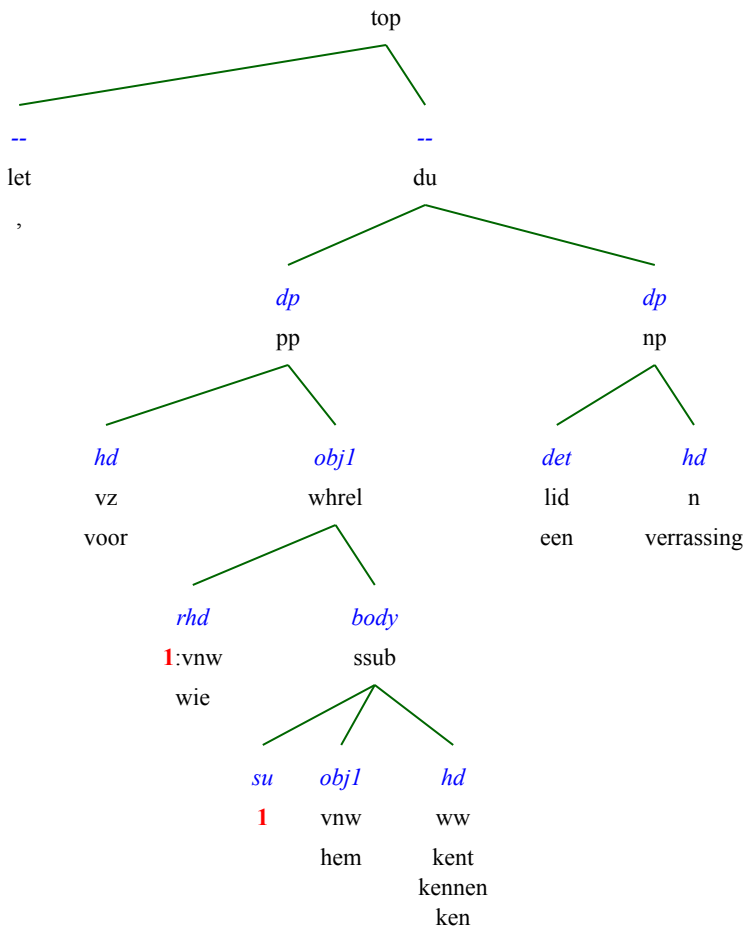 top
-- --
let du
,
dp dp
pp np
hd obj1 det hd
vz whrel lid n
voor een verrassing
rhd body
1:vnw ssub
wie
su obj1 hd
1 vnw ww
hem kent
kennen
ken